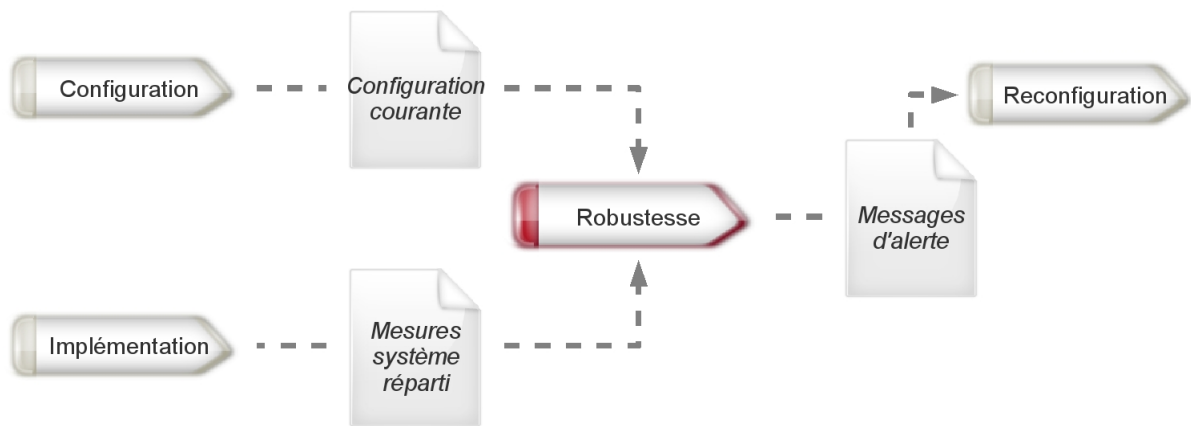 Configuration
Configuration
courante
Reconfiguration
Robustesse
Messages
d'alerte
Implémentation
Mesures
système
réparti